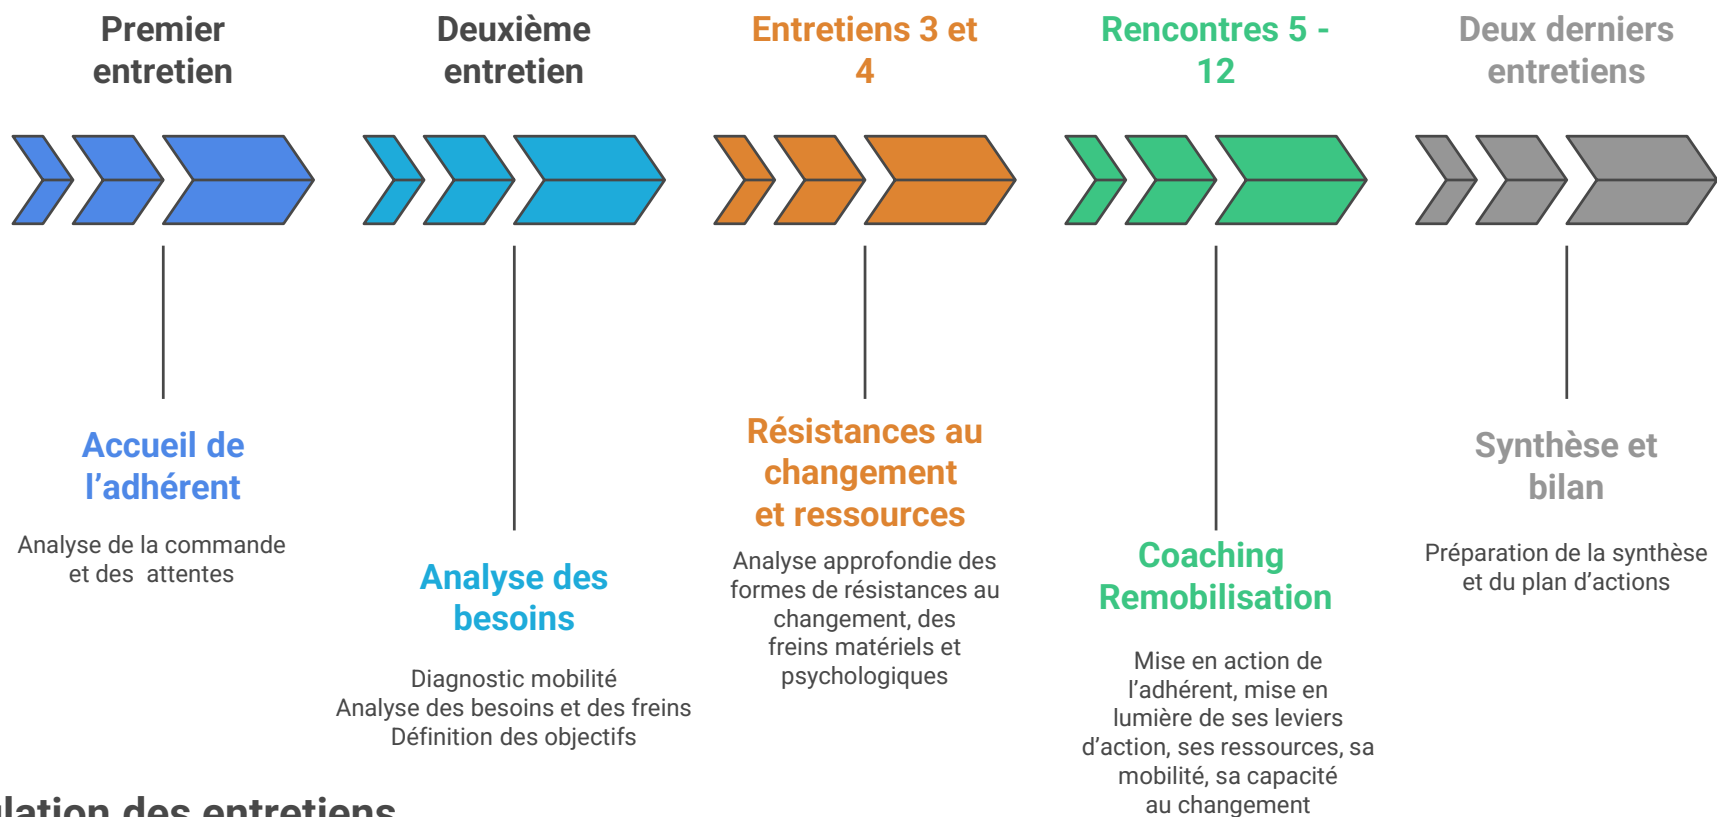 Premier
entretien
Deuxième
entretien
Entretiens 3 et
4
Rencontres 5 -
12
Deux derniers
entretiens
Accueil de
l’adhérent
Analyse de la commande
et des attentes
Analyse des
besoins
Diagnostic mobilité
Analyse des besoins et des freins
Définition des objectifs
Résistances au
changement
et ressources
Analyse approfondie des
formes de résistances au
changement, des
freins matériels et
psychologiques
Coaching
Remobilisation
Mise en action de
l’adhérent, mise en
lumière de ses leviers
d’action, ses ressources, sa
mobilité, sa capacité
au changement
Synthèse et
bilan
Préparation de la synthèse
et du plan d’actions
des entretiens